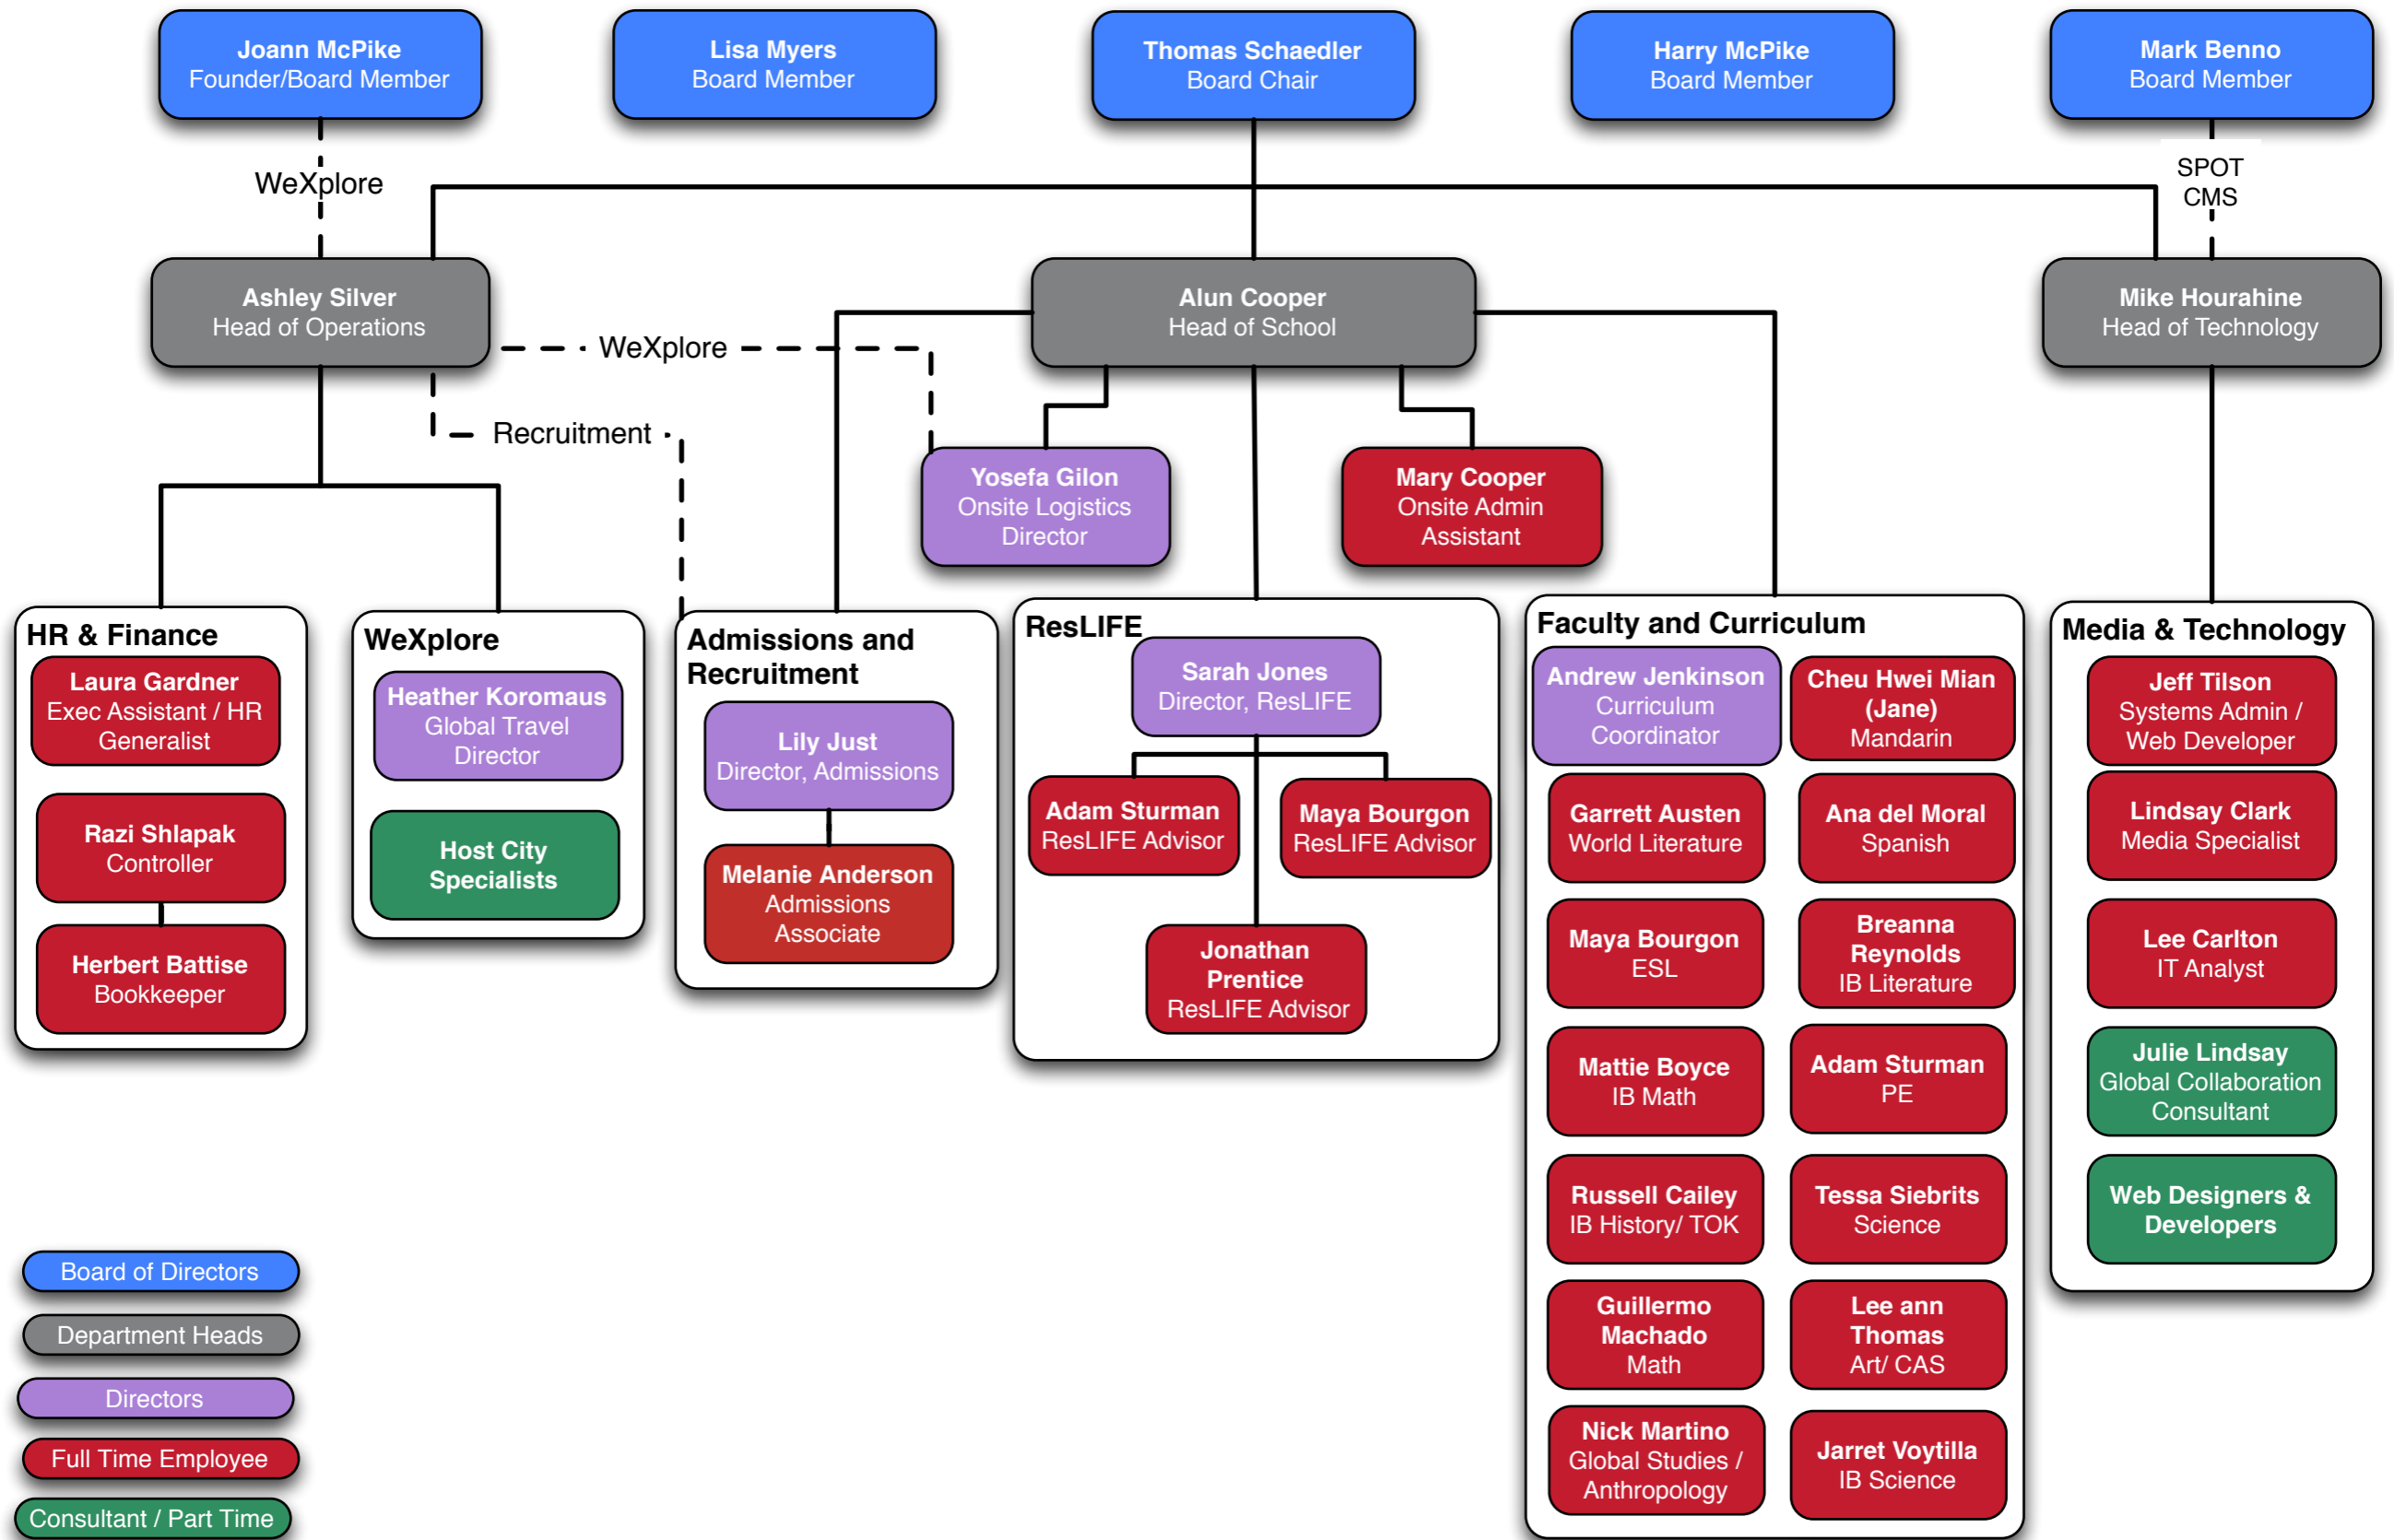 Joann McPike
Founder/Board Member
Lisa Myers
Board Member
Thomas Schaedler
Board Chair
Harry McPike
Board Member
Mark Benno
Board Member
WeXplore
SPOT
CMS
Ashley Silver
Head of Operations
Alun Cooper
Head of School
Mike Hourahine
Head of Technology
WeXplore
Recruitment
Yosefa Gilon
Onsite Logistics
Director
Mary Cooper
Onsite Admin
Assistant
HR & Finance
Laura Gardner
Exec Assistant / HR
Generalist
Razi Shlapak
Controller
Herbert Battise
Bookkeeper
WeXplore
Heather Koromaus
Global Travel
Director
Host City
Specialists
Admissions and
Recruitment
Lily Just
Director, Admissions
Melanie Anderson
Admissions
Associate
ResLIFE
Sarah Jones
Director, ResLIFE
Adam Sturman
ResLIFE Advisor
Maya Bourgon
ResLIFE Advisor
Jonathan
Prentice
ResLIFE Advisor
Faculty and Curriculum
Andrew Jenkinson
Curriculum
Coordinator
Cheu Hwei Mian
(Jane)
Mandarin
Garrett Austen
World Literature
Ana del Moral
Spanish
Maya Bourgon
ESL
Breanna
Reynolds
IB Literature
Mattie Boyce
IB Math
Adam Sturman
PE
Russell Cailey
IB History/ TOK
Tessa Siebrits
Science
Guillermo
Machado
Math
Lee ann
Thomas
Art/ CAS
Nick Martino
Global Studies /
Anthropology
Jarret Voytilla
IB Science
Media & Technology
Jeff Tilson
Systems Admin /
Web Developer
Lindsay Clark
Media Specialist
Lee Carlton
IT Analyst
Julie Lindsay
Global Collaboration
Consultant
Web Designers &
Developers
Board of Directors
Department Heads
Directors
Full Time Employee
Consultant / Part Time